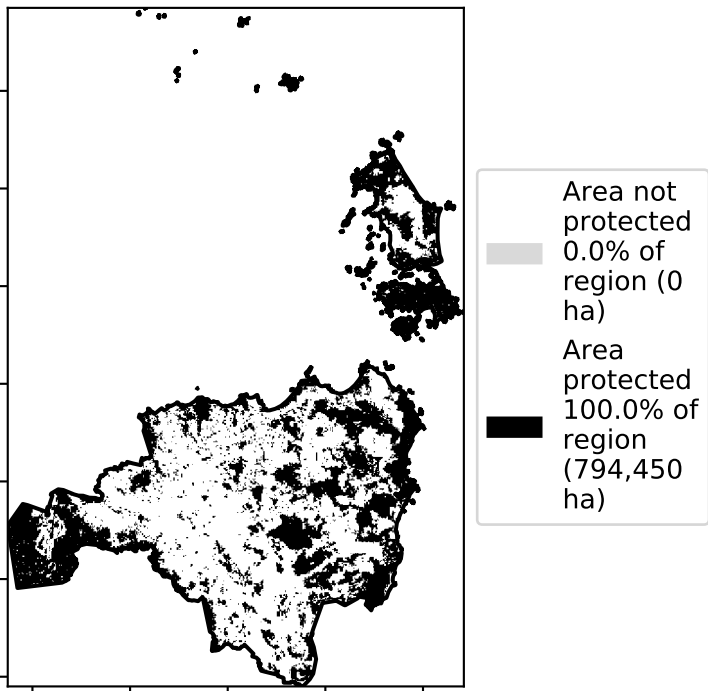 Area not
protected
0.0% of
region (0
ha)
Area
protected
100.0% of
region
(794,450
ha)